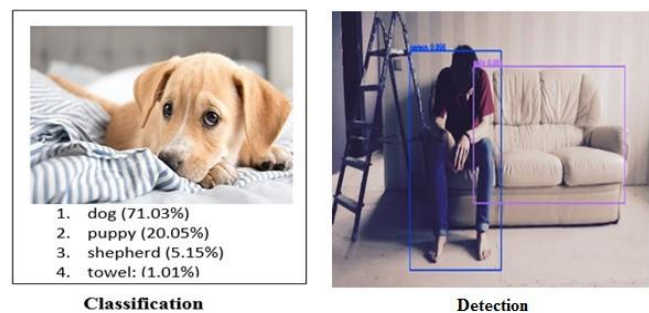 1. dog (71.03%)
2. puppy (20.05%)
3. shepherd (5.15%)
4. towel: (1.01%)
Classification
Detection